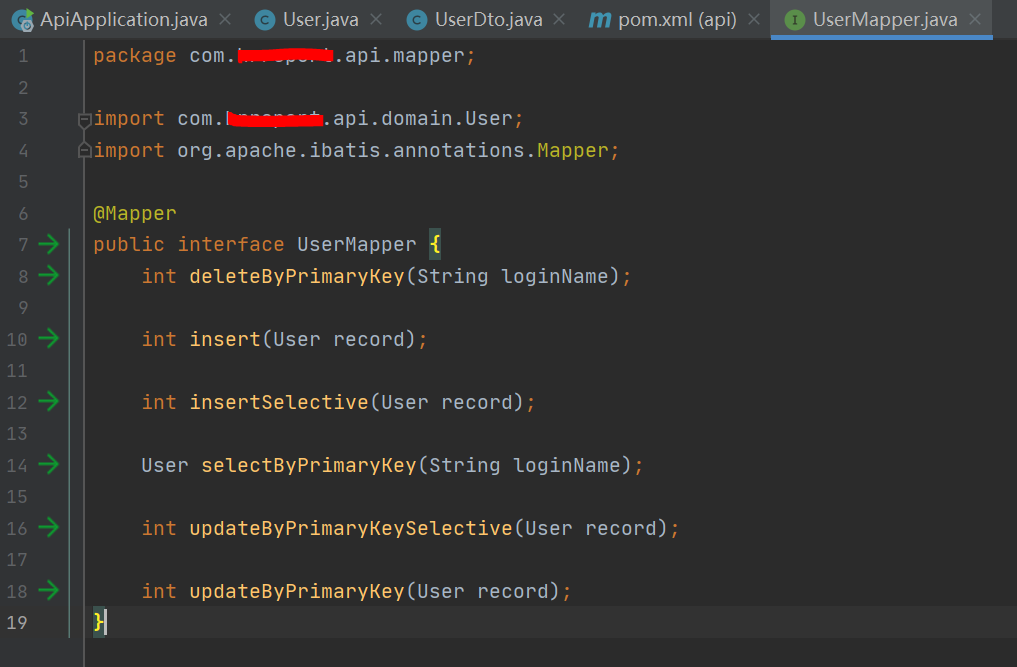 ApiApplication.java User.java UserDto.java pom.xml (api) UserMapper.java
1 package com. .api.mapper;
2
3 import com. .api.domain.User;
4 import org.apache.ibatis.annotations.Mapper;
5
6 @Mapper
7 public interface UserMapper {
8 int deleteByPrimaryKey(String loginName);
9
10 int insert(User record);
11
12 int insertSelective(User record);
13
14 User selectByPrimaryKey(String loginName);
15
16 int updateByPrimaryKeySelective(User record);
17
18 int updateByPrimaryKey(User record);
19 }